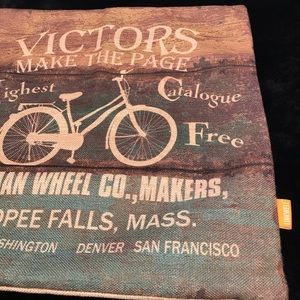 VICTORS
MAKE THE PAGE
ighest Catalogue
Free
AN WHEEL CO., MAKERS,
OPEE FALLS, MASS.
SHINGTON DENVER SAN FRANCISCO